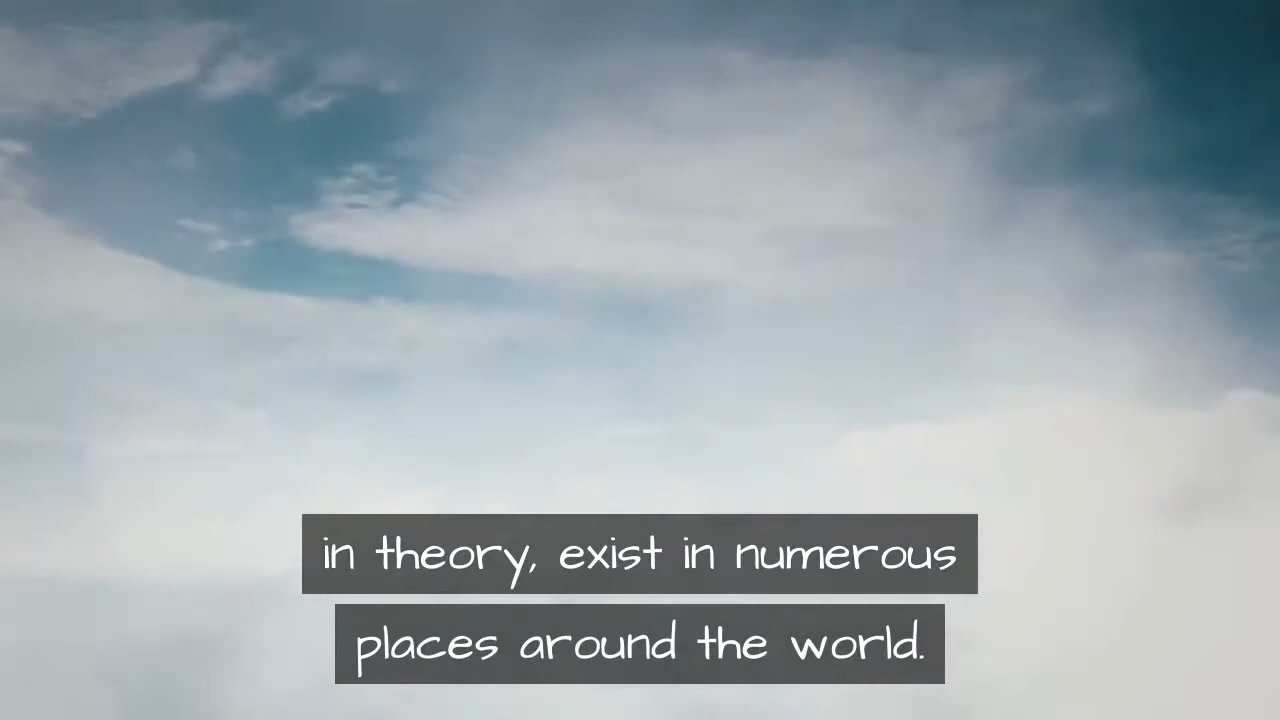 in theory, exist in numerous
places around the world.